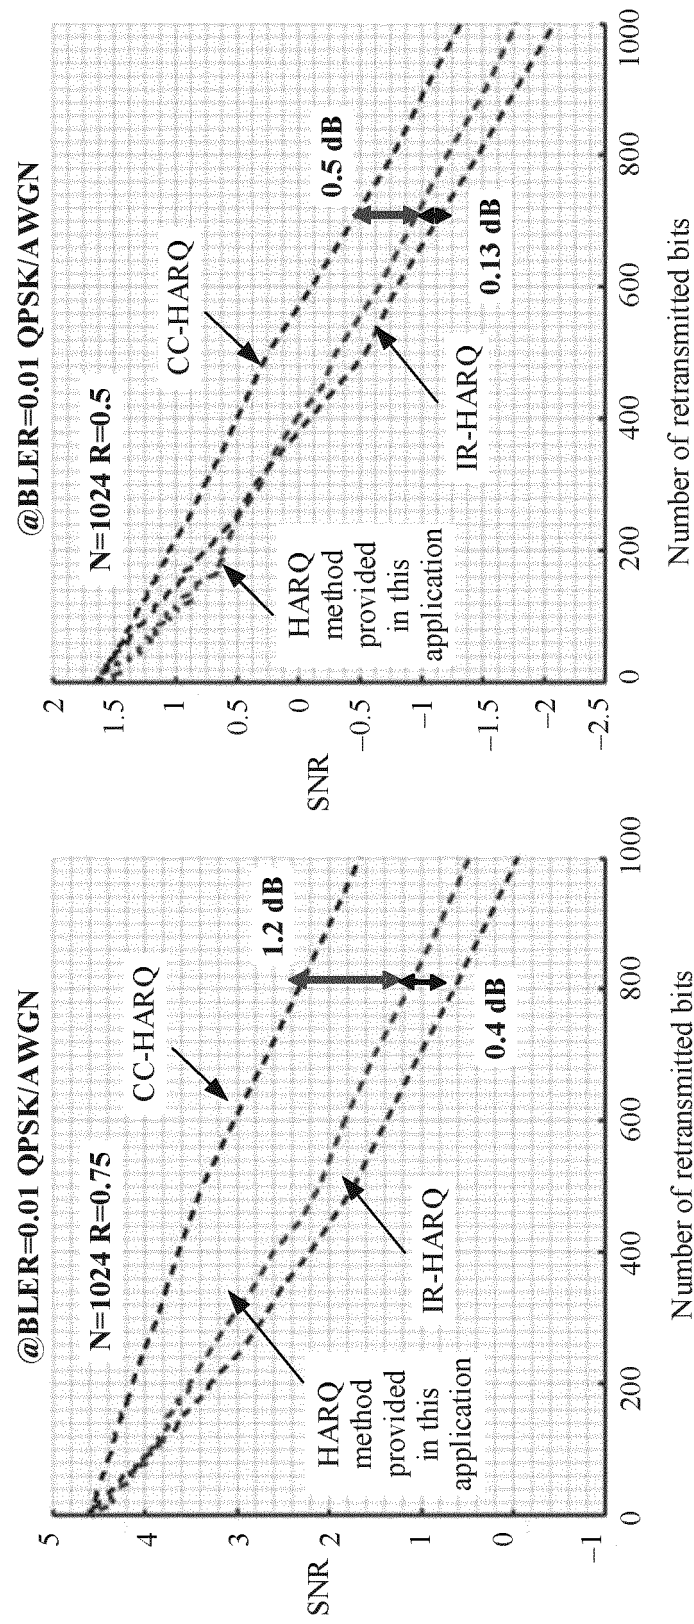 @BLER=0.01 QPSK/AWGN
N=1024 R=0.75
5
4
3
2
1
0
–1
SNR
CC-HARQ
1.2 dB
0.4 dB
IR-HARQ
HARQ
method
provided
in this
application
0
200
400
600
800
1000
Number of retransmitted bits
@BLER=0.01 QPSK/AWGN
N=1024 R=0.5
2
1.5
1
0.5
0
–0.5
–1
–1.5
–2
–2.5
SNR
CC-HARQ
0.5 dB
0.13 dB
IR-HARQ
HARQ
method
provided
in this
application
0
200
400
600
800
1000
Number of retransmitted bits